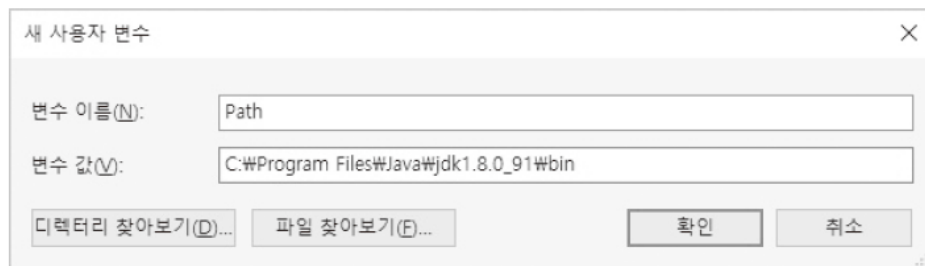 새 사용자 변수
변수 이름(N):
Path
변수 값(V):
C:₩Program Files₩Java₩jdk1.8.0_91₩bin
디렉터리 찾아보기(D)...
파일 찾아보기(F)...
확인
취소